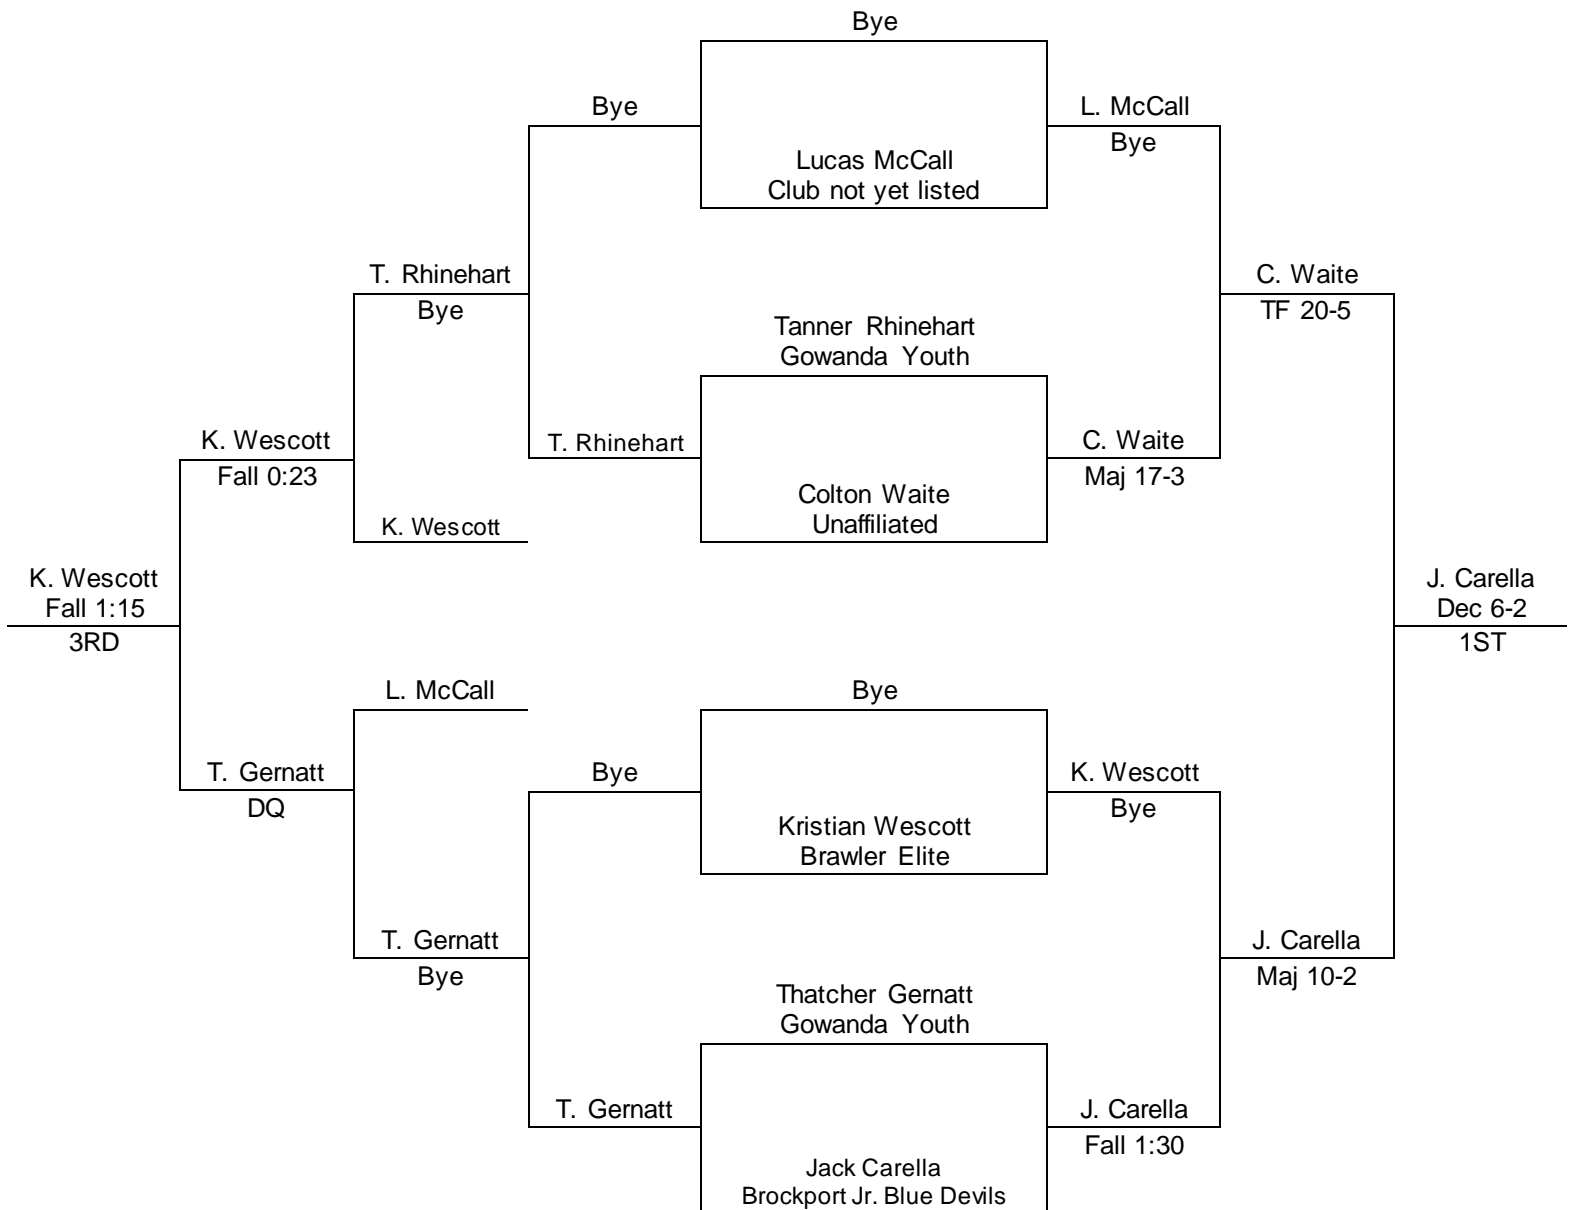 Bye
Bye
L. McCall
Bye
Lucas McCall
Club not yet listed
T. Rhinehart
Bye
C. Waite
TF 20-5
Tanner Rhinehart
Gowanda Youth
K. Wescott
Fall 0:23
T. Rhinehart
C. Waite
Maj 17-3
Colton Waite
Unaffiliated
K. Wescott
K. Wescott
Fall 1:15
3RD
J. Carella
Dec 6-2
1ST
L. McCall
Bye
T. Gernatt
DQ
Bye
K. Wescott
Bye
Kristian Wescott
Brawler Elite
T. Gernatt
Bye
J. Carella
Maj 10-2
Thatcher Gernatt
Gowanda Youth
T. Gernatt
J. Carella
Fall 1:30
Jack Carella
Brockport Jr. Blue Devils